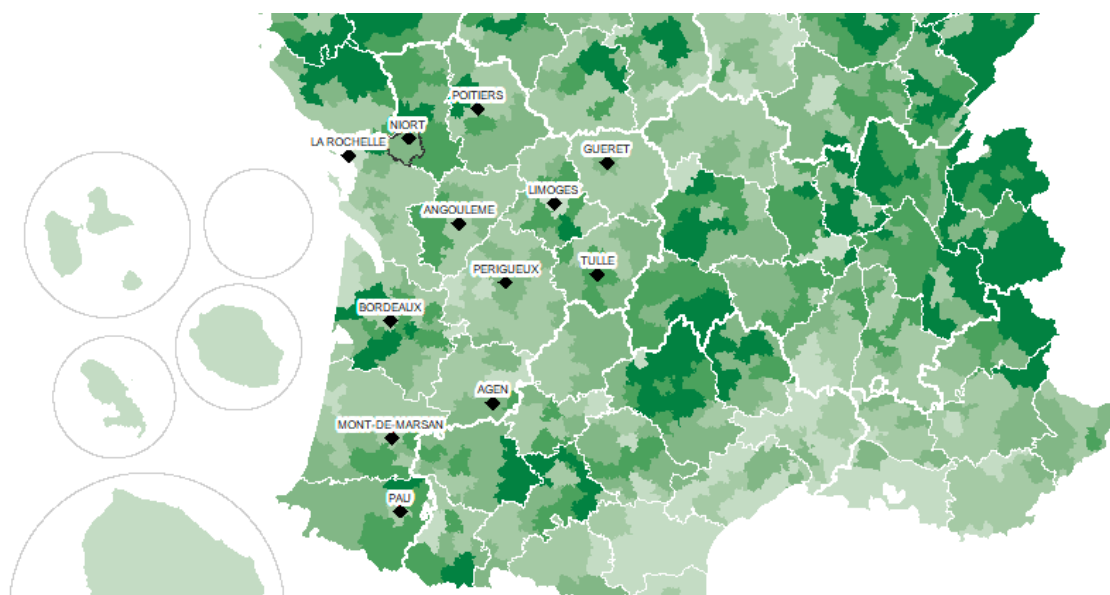 POITIERS
NIORT
LA ROCHELLE
GUERET
LIMOGES
ANGOULEME
TULLE
PERIGUEUX
BORDEAUX
AGEN
MONT-DE-MARSAN
PAU